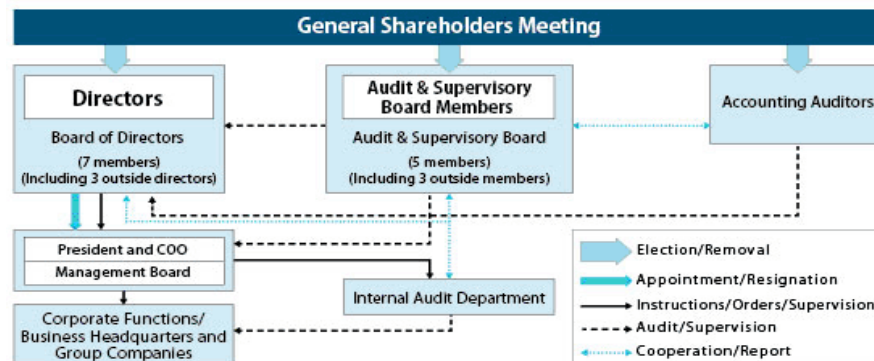 General Shareholders Meeting
Directors
Board of Directors
(7 members)
(Including 3 outside directors)
Audit & Supervisory
Board Members
Audit & Supervisory Board
(5 members)
(Including 3 outside members)
Accounting Auditors
President and COO
Management Board
Internal Audit Department
Corporate Functions/
Business Headquarters and
Group Companies
Election/Removal
Appointment/Resignation
Instructions/Orders/Supervision
Audit/Supervision
Cooperation/Report